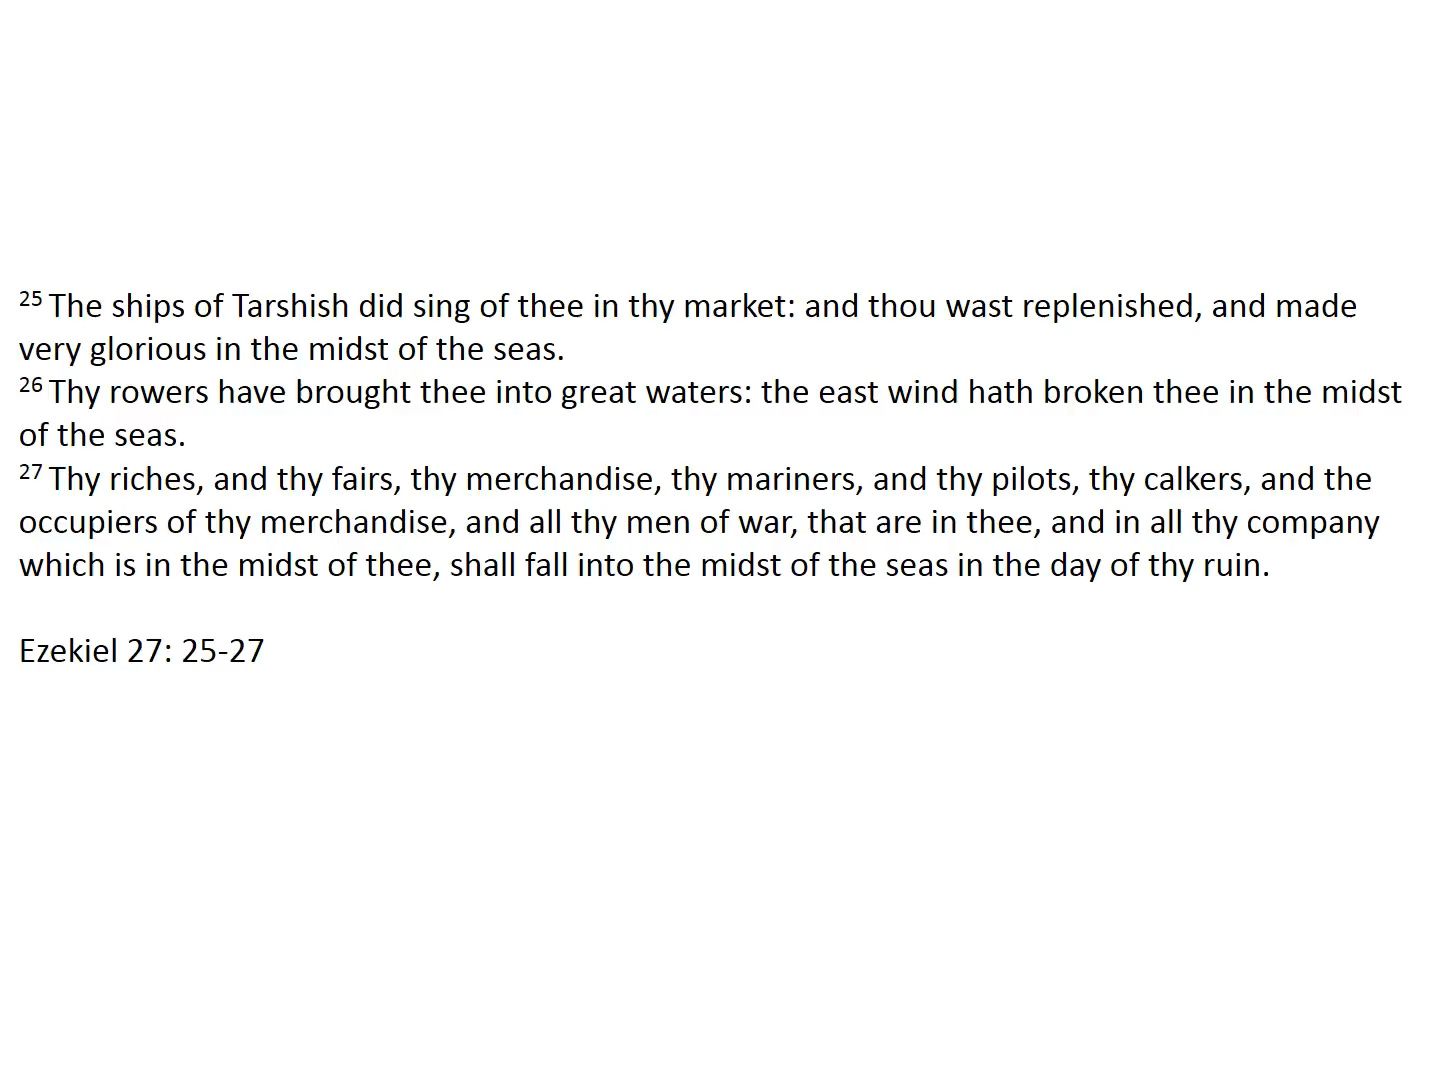 25 The ships of Tarshish did sing of thee in thy market: and thou wast replenished, and made
very glorious in the midst of the seas.
26 Thy rowers have brought thee into great waters: the east wind hath broken thee in the midst
of the seas.
27 Thy riches, and thy fairs, thy merchandise, thy mariners, and thy pilots, thy calkers, and the
occupiers of thy merchandise, and all thy men of war, that are in thee, and in all thy company
which is in the midst of thee, shall fall into the midst of the seas in the day of thy ruin.
Ezekiel 27: 25-27